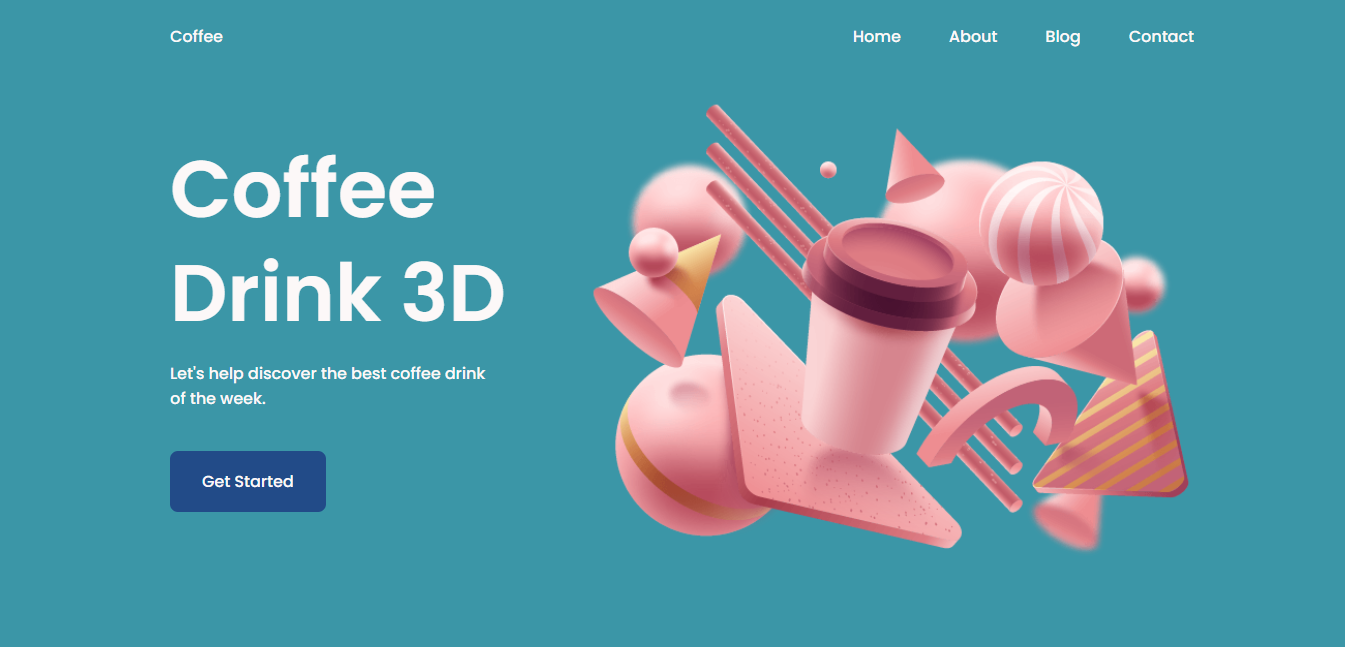 Coffee
Home About Blog Contact
Coffee
Drink 3D
Let's help discover the best coffee drink
of the week.
Get Started